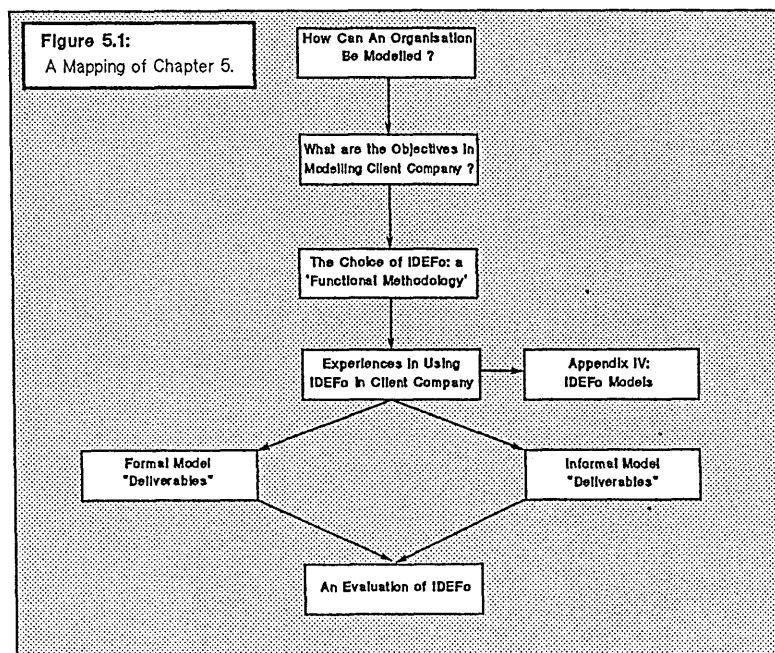 Figure 5.1:
A Mapping of Chapter 5.
How Can An Organisation
Be Modelled ?
What are the Objectives in
Modelling Client Company ?
The Choice of IDEFo: a
'Functional Methodology'
Experiences in Using
IDEFo in Client Company
Appendix IV:
IDEFo Models
Formal Model
"Deliverables"
Informal Model
"Deliverables"
An Evaluation of IDEFo